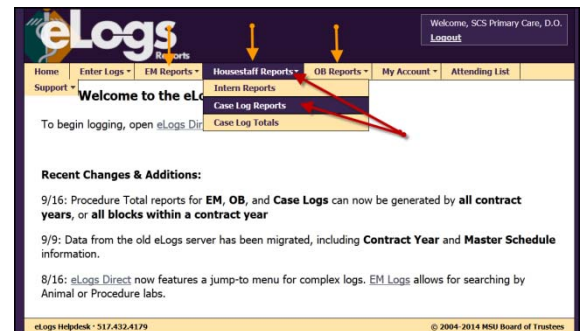 eLogs
Reports
Welcome, SCS Primary Care, D.O.
Logout
Home Enter Logs EM Reports Housestaff Reports OB Reports My Account Attending List
Support
Intern Reports
Case Log Reports
Case Log Totals
Welcome to the eLo
To begin logging, open eLogs Dir
Recent Changes & Additions:
9/16: Procedure Total reports for EM, OB, and Case Logs can now be generated by all contract
years, or all blocks within a contract year
9/9: Data from the old eLogs server has been migrated, including Contract Year and Master Schedule
information.
8/16: eLogs Direct now features a jump-to menu for complex logs. EM Logs allows for searching by
Animal or Procedure labs.
eLogs Helpdesk · 517.432.4179
© 2004-2014 MSU Board of Trustees